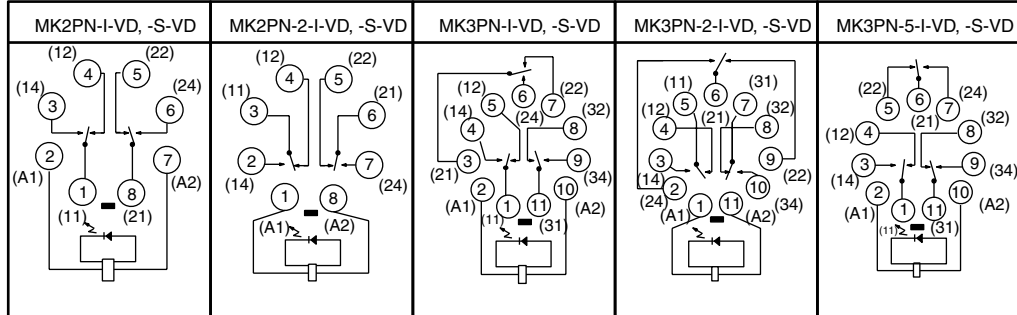 MK2PN-I-VD, -S-VD
MK2PN-2-I-VD, -S-VD
MK3PN-I-VD, -S-VD
MK3PN-2-I-VD, -S-VD
MK3PN-5-I-VD, -S-VD
(12) (22)
4 5
(14) (24)
3 6
2 7
(A1) (A2)
1 8
(11) (21)
(12) (22)
4 5
(11) (21)
3 6
2 7
(14) (24)
1 8
(A1) (A2)
6
(12) 5 7 (22)
(14) (24) (32)
4 8
3 9
(21) (34)
2 10
(A1) 1 11 (A2)
(11) (31)
6
(11) (31)
5 7
(12) (21) (32)
4 8
3 9
(14) (22)
2 10
(24) (34)
1 11
(A1) (A2)
6
(22) (24)
5 7
(21) (32)
(12) 4 8
3 9
(14) (34)
2 10
(A1) 1 11 (A2)
(11) (31)